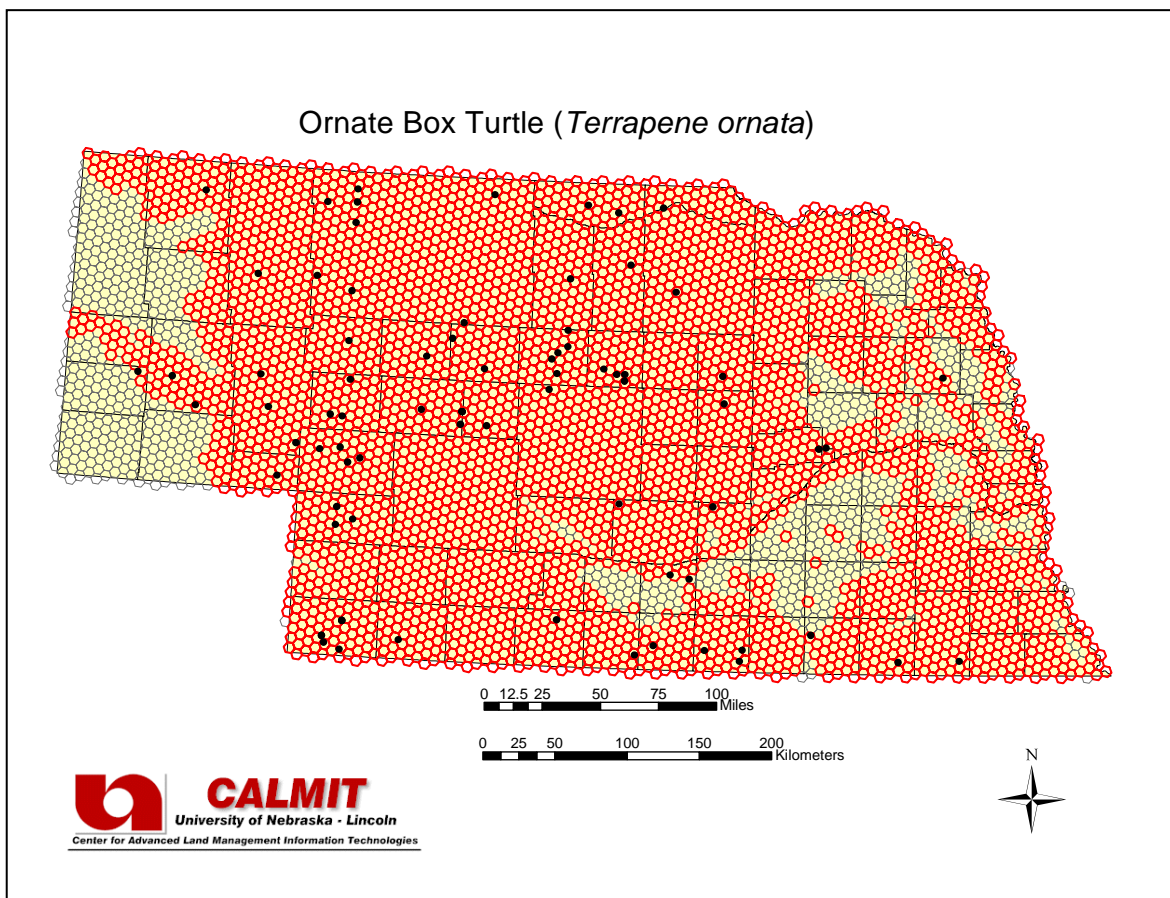 Ornate Box Turtle (Terrapene ornata)
0 12.5 25 50 75 100
Miles
0 25 50 100 150 200
Kilometers
N
CALMIT
University of Nebraska - Lincoln
Center for Advanced Land Management Information Technologies